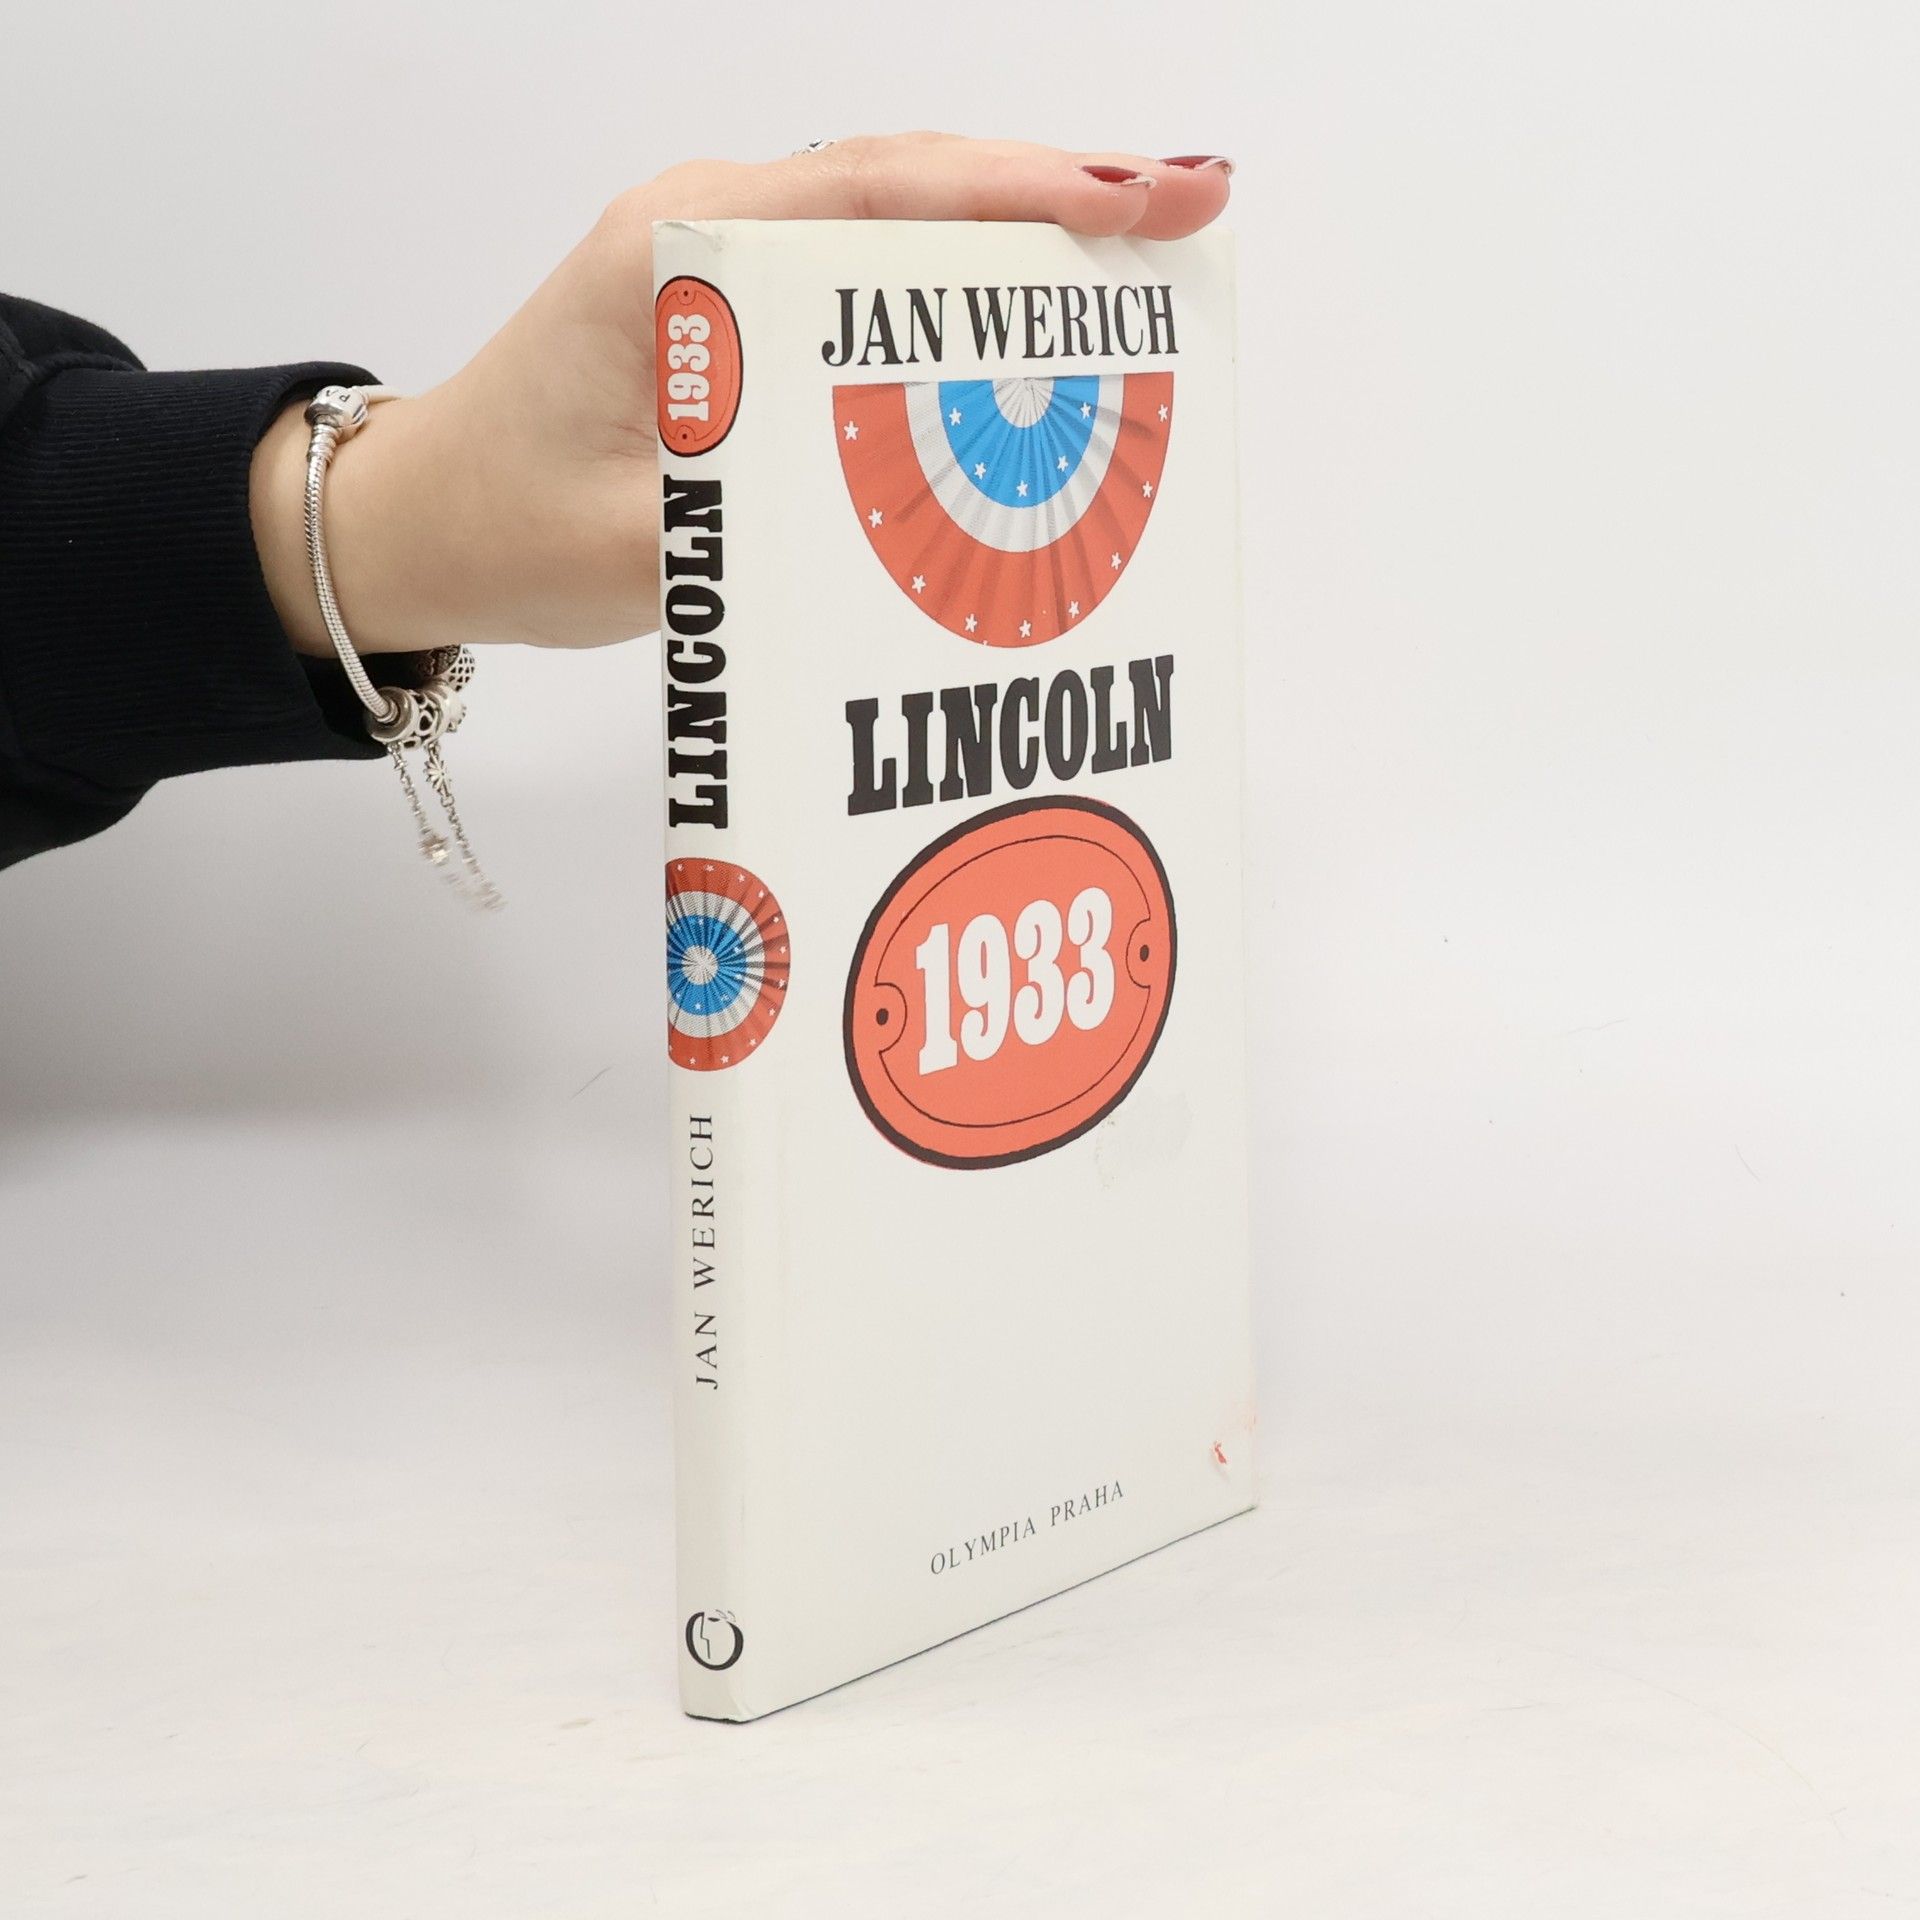 1933
LINCOLN
JAN WERICH
JAN WERICH
LINCOLN
1933
OLYMPIA PRAHA